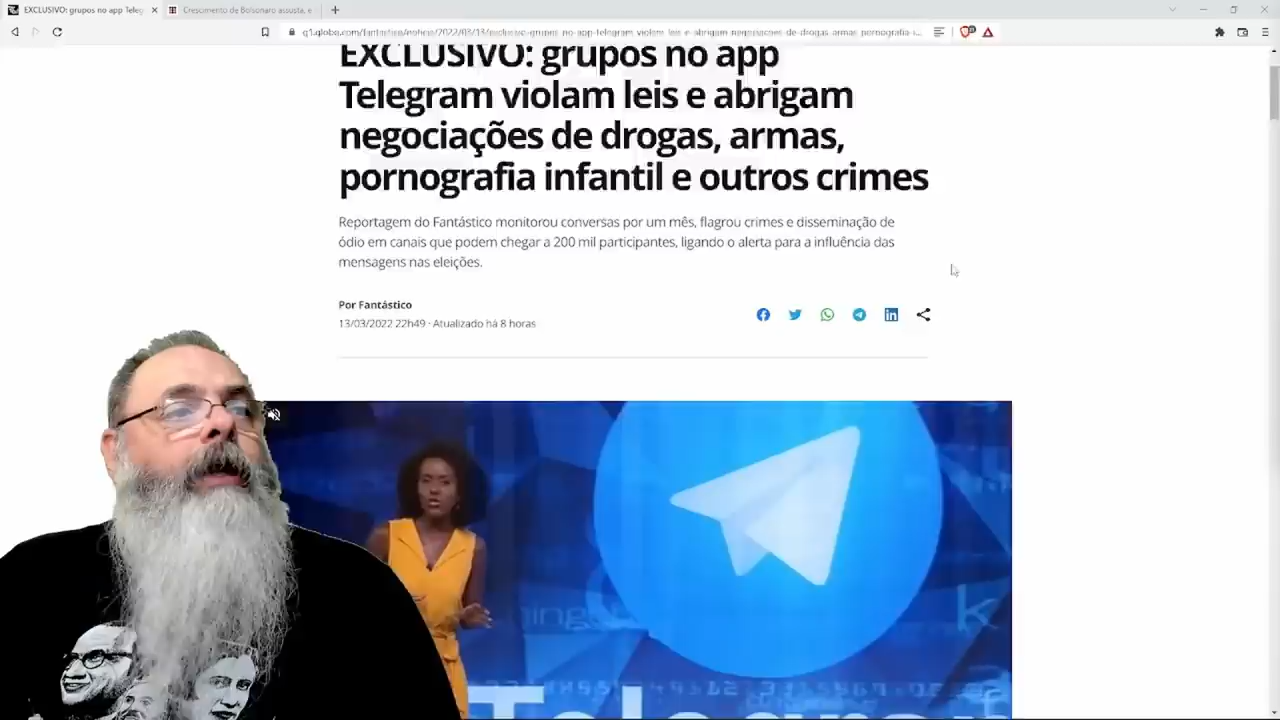 EXCLUSIVO: grupos no app Teleg
Crescimento de Bolsonaro assusta, e
g1.globo.com/fantastico/noticia/2022/03/13/exclusivo-grupos-no-app-telegram-violam-leis-e-abrigam-negociacoes-de-drogas-armas-pornografia-i...
EXCLUSIVO: grupos no app
Telegram violam leis e abrigam
negociações de drogas, armas,
pornografia infantil e outros crimes
Reportagem do Fantástico monitorou conversas por um mês, flagrou crimes e disseminação de
ódio em canais que podem chegar a 200 mil participantes, ligando o alerta para a influência das
mensagens nas eleições.
Por Fantástico
13/03/2022 22h49 · Atualizado há 8 horas
k
Telegram